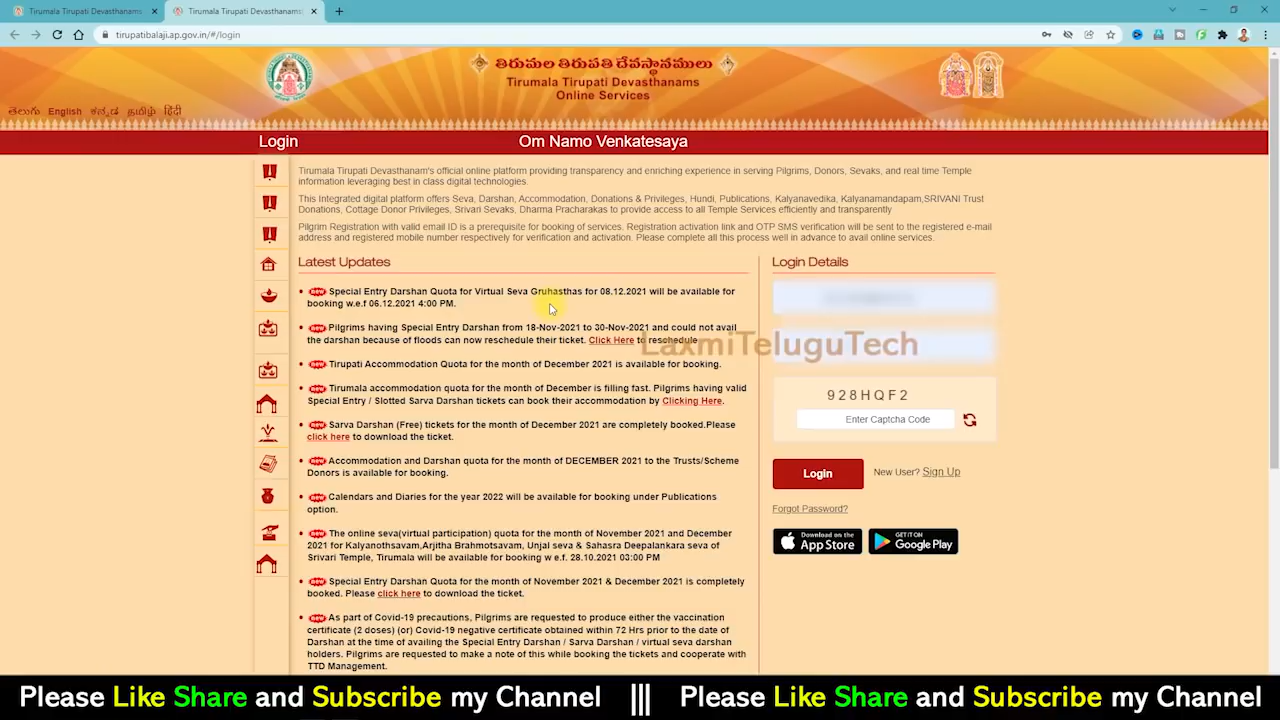 Tirumala Tirupati Devasthanams
Tirumala Tirupati Devasthanams
tirupatibalaji.ap.gov.in/#/login
తిరుమల తిరుపతి దేవస్థానములు
Tirumala Tirupati Devasthanams
Online Services
తెలుగు English ಕನ್ನಡ தமிழ் हिंदी
Login
Om Namo Venkatesaya
Tirumala Tirupati Devasthanam's official online platform providing transparency and enriching experience in serving Pilgrims, Donors, Sevaks, and real time Temple
information leveraging best in class digital technologies.
This Integrated digital platform offers Seva, Darshan, Accommodation, Donations & Privileges, Hundi, Publications, Kalyanavedika, Kalyanamandapam,SRIVANI Trust
Donations, Cottage Donor Privileges, Srivari Sevaks, Dharma Pracharakas to provide access to all Temple Services efficiently and transparently
Pilgrim Registration with valid email ID is a prerequisite for booking of services. Registration activation link and OTP SMS verification will be sent to the registered e-mail
address and registered mobile number respectively for verification and activation. Please complete all this process well in advance to avail online services.
Latest Updates
new Special Entry Darshan Quota for Virtual Seva Gruhasthas for 08.12.2021 will be available for
booking w.e.f 06.12.2021 4:00 PM.
new Pilgrims having Special Entry Darshan from 18-Nov-2021 to 30-Nov-2021 and could not avail
the darshan because of floods can now reschedule their ticket. Click Here to reschedule
new Tirupati Accommodation Quota for the month of December 2021 is available for booking.
new Tirumala accommodation quota for the month of December is filling fast. Pilgrims having valid
Special Entry / Slotted Sarva Darshan tickets can book their accommodation by Clicking Here.
new Sarva Darshan (Free) tickets for the month of December 2021 are completely booked.Please
click here to download the ticket.
new Accommodation and Darshan quota for the month of DECEMBER 2021 to the Trusts/Scheme
Donors is available for booking.
new Calendars and Diaries for the year 2022 will be available for booking under Publications
option.
new The online seva(virtual participation) quota for the month of November 2021 and December
2021 for Kalyanothsavam,Arjitha Brahmotsavam, Unjal seva & Sahasra Deepalankara seva of
Srivari Temple, Tirumala will be available for booking w e.f 28.10.2021 03:00 PM
new Special Entry Darshan Quota for the month of November 2021 & December 2021 is completely
booked. Please click here to download the ticket.
new As part of Covid-19 precautions, Pilgrims are requested to produce either the vaccination
certificate (2 doses) (or) Covid-19 negative certificate obtained within 72 Hrs prior to the date of
Darshan at the time of availing the Special Entry Darshan / Sarva Darshan / virtual seva darshan
holders. Pilgrims are requested to make a note of this while booking the tickets and cooperate with
TTD Management.
Login Details
LaxmiTeluguTech
928HQF2
Enter Captcha Code
Login
New User? Sign Up
Forgot Password?
Download on the
App Store
GET IT ON
Google Play
Please Like Share and Subscribe my Channel ||| Please Like Share and Subscribe my Channel